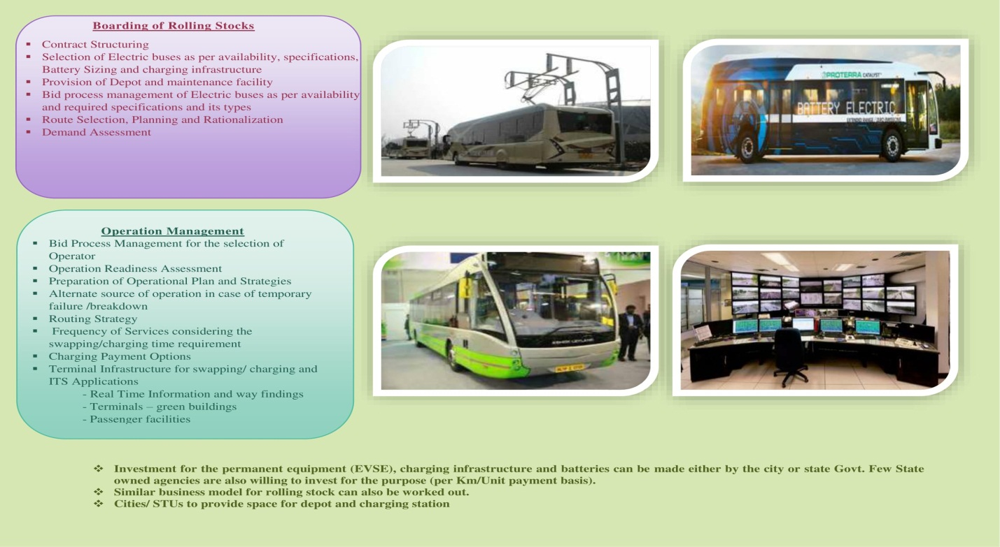 Boarding of Rolling Stocks
▪ Contract Structuring
▪ Selection of Electric buses as per availability, specifications,
Battery Sizing and charging infrastructure
▪ Provision of Depot and maintenance facility
▪ Bid process management of Electric buses as per availability
and required specifications and its types
▪ Route Selection, Planning and Rationalization
▪ Demand Assessment
PROTERRA CATALYST
BATTERY ELECTRIC
EXTENDED RANGE / ZERO EMISSIONS
Operation Management
▪ Bid Process Management for the selection of
Operator
▪ Operation Readiness Assessment
▪ Preparation of Operational Plan and Strategies
▪ Alternate source of operation in case of temporary
failure /breakdown
▪ Routing Strategy
▪ Frequency of Services considering the
swapping/charging time requirement
▪ Charging Payment Options
▪ Terminal Infrastructure for swapping/ charging and
ITS Applications
- Real Time Information and way findings
- Terminals – green buildings
- Passenger facilities
ASHOK LEYLAND
❖ Investment for the permanent equipment (EVSE), charging infrastructure and batteries can be made either by the city or state Govt. Few State
owned agencies are also willing to invest for the purpose (per Km/Unit payment basis).
❖ Similar business model for rolling stock can also be worked out.
❖ Cities/ STUs to provide space for depot and charging station